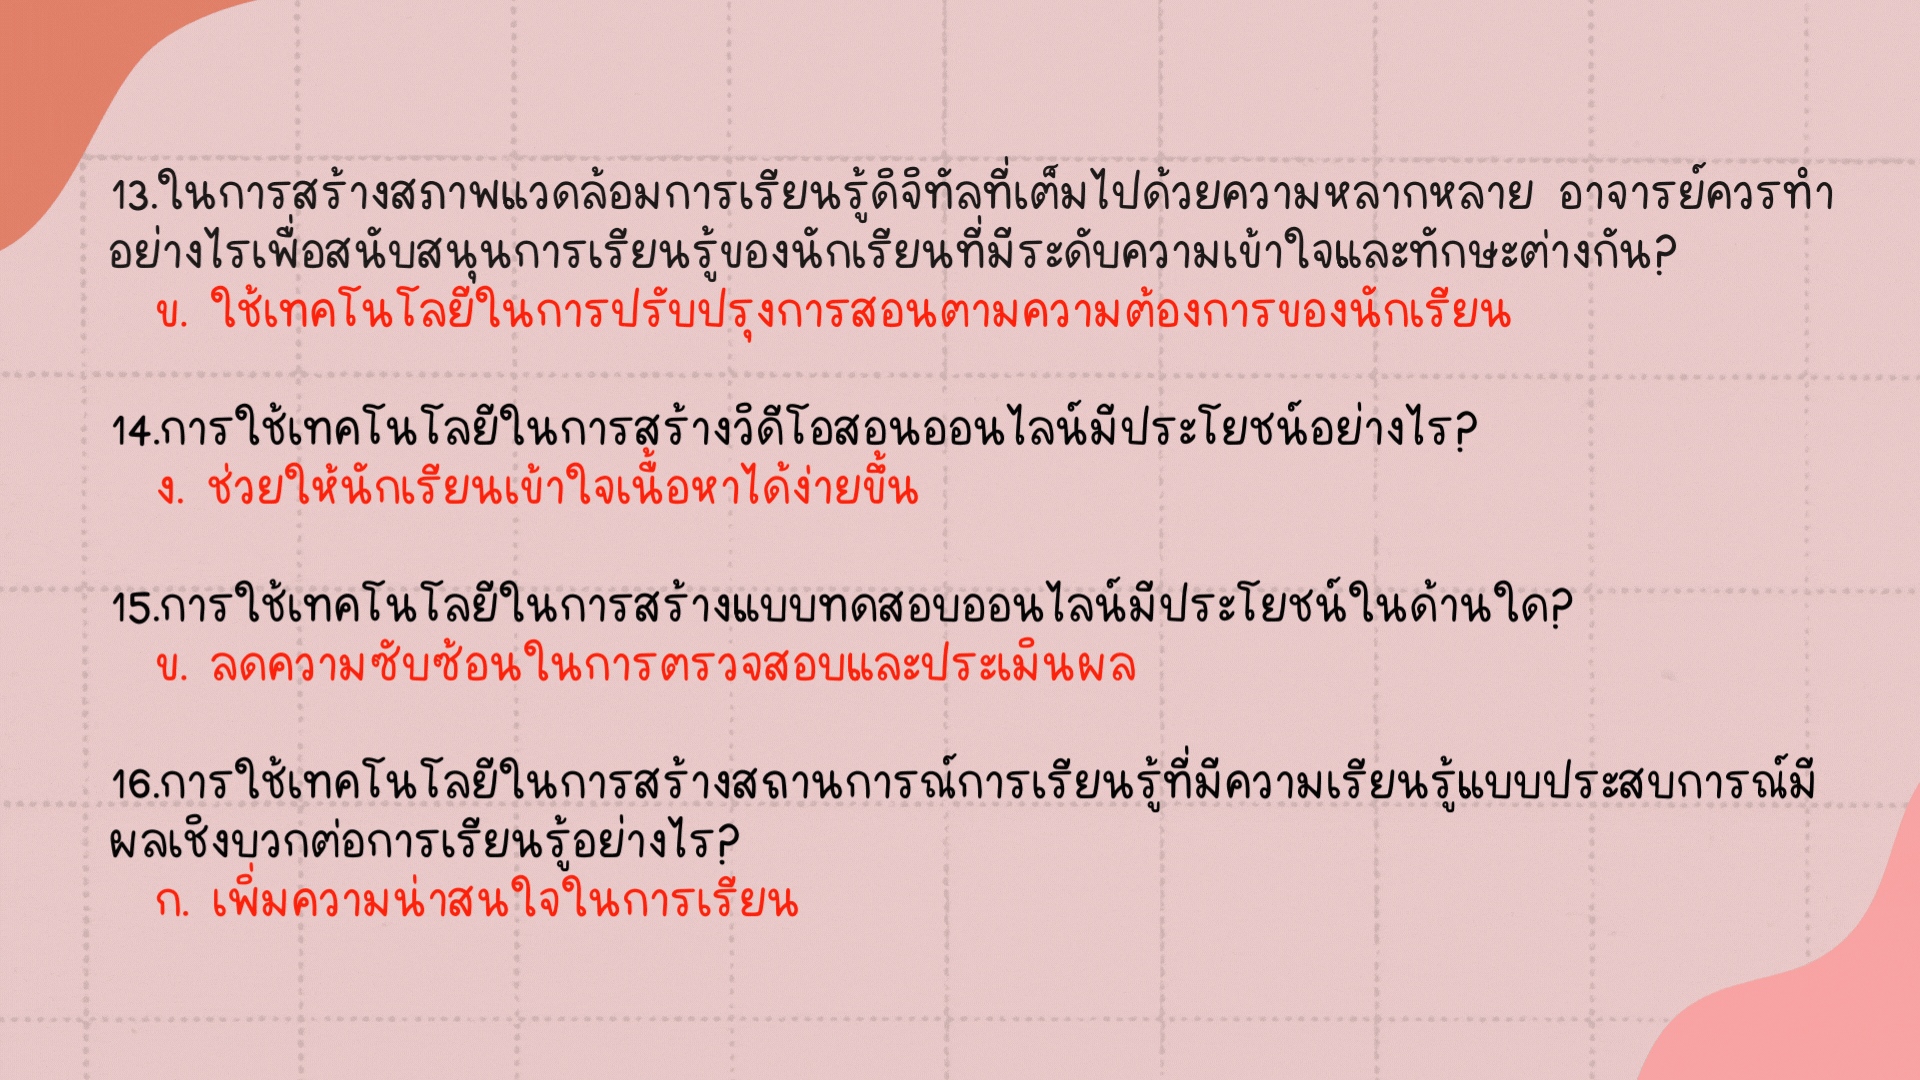 13.ในการสร้างสภาพแวดล้อมการเรียนรู้ดิจิทัลที่เต็มไปด้วยความหลากหลาย อาจารย์ควรทำ
อย่างไรเพื่อสนับสนุนการเรียนรู้ของนักเรียนที่มีระดับความเข้าใจและทักษะต่างกัน?
ข. ใช้เทคโนโลยีในการปรับปรุงการสอนตามความต้องการของนักเรียน
14.การใช้เทคโนโลยีในการสร้างวิดีโอสอนออนไลน์มีประโยชน์อย่างไร?
ง. ช่วยให้นักเรียนเข้าใจเนื้อหาได้ง่ายขึ้น
15.การใช้เทคโนโลยีในการสร้างแบบทดสอบออนไลน์มีประโยชน์ในด้านใด?
ข. ลดความซับซ้อนในการตรวจสอบและประเมินผล
16.การใช้เทคโนโลยีในการสร้างสถานการณ์การเรียนรู้ที่มีความเรียนรู้แบบประสบการณ์มี
ผลเชิงบวกต่อการเรียนรู้อย่างไร?
ก. เพิ่มความน่าสนใจในการเรียน